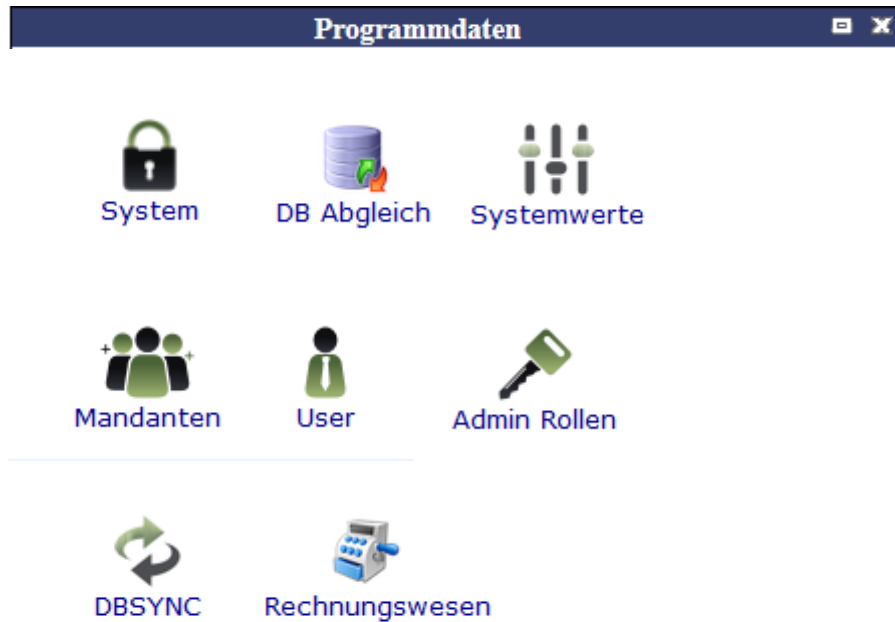 Programmdaten
System
DB Abgleich
Systemwerte
Mandanten
User
Admin Rollen
DBSYNC
Rechnungswesen